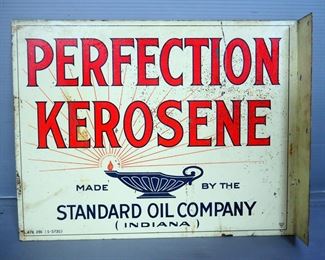 PERFECTION
KEROSENE
MADE BY THE
STANDARD OIL COMPANY
( INDIANA )